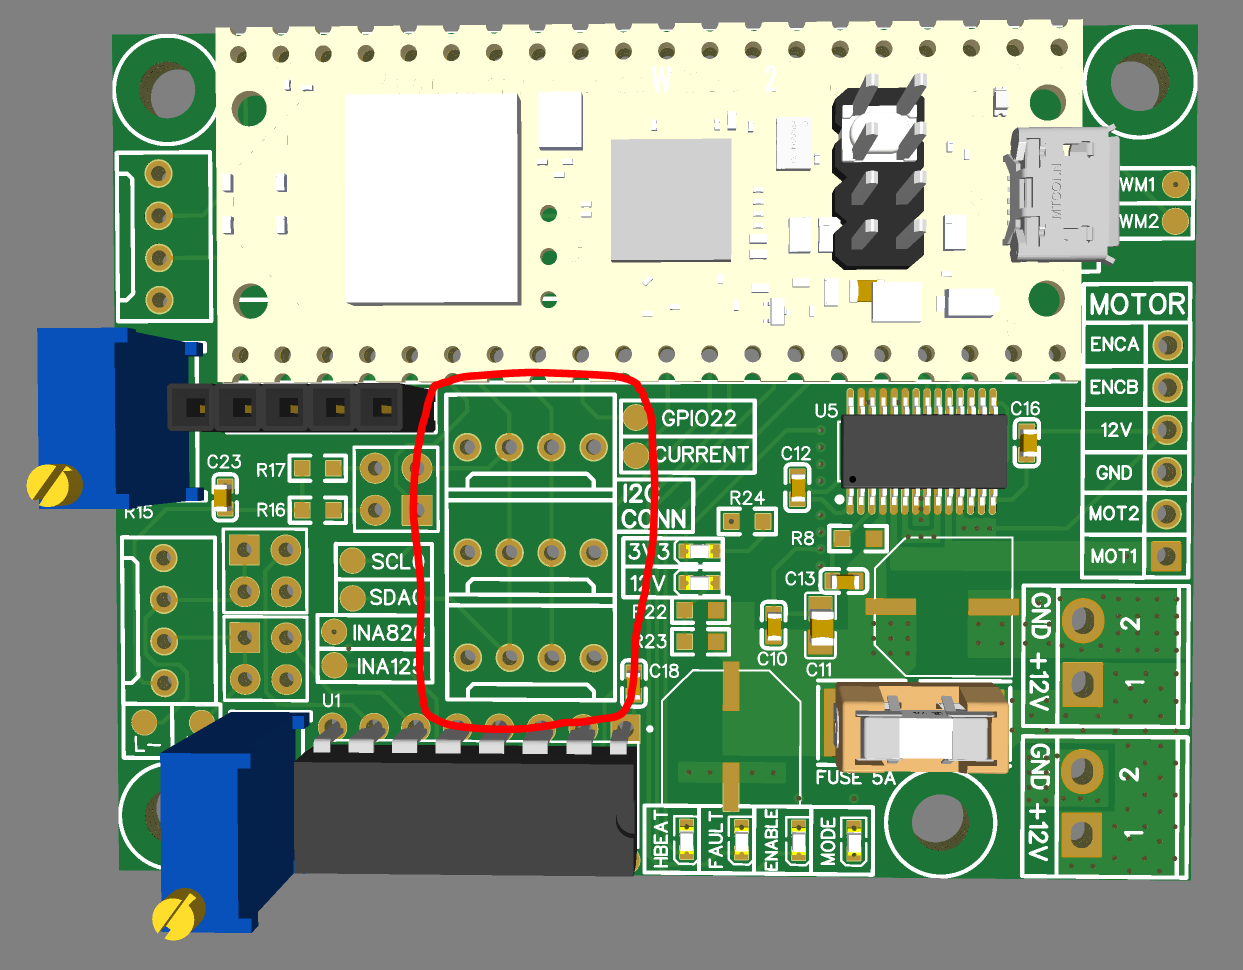 W 2
WM1
WM2
MOTOR
ENCA
ENCB
12V
GND
MOT2
MOT1
U5
C16
GPIO22
CURRENT
C23
R17
R16
R15
I2C
CONN
C12
R24
R8
3V3
12V
C13
SCL0
SDA0
R22
R23
INA826
INA125
C10
C11
C18
U1
GND +12V
2
1
L-
FUSE 5A
GND +12V
2
1
HBEAT
FAULT
ENABLE
MODE